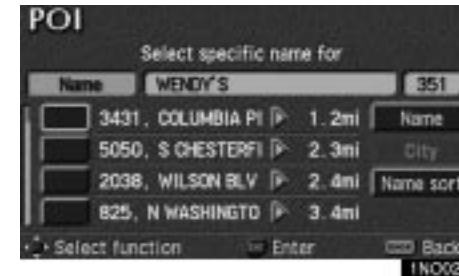 POI
Select specific name for
Name WENDY'S 351
3431, COLUMBIA PI 1.2mi Name
5050, S CHESTERFI 2.3mi City
2038, WILSON BLV 2.4mi Name sort
825, N WASHINGTO 3.4mi
Select function Enter Back
1NO02